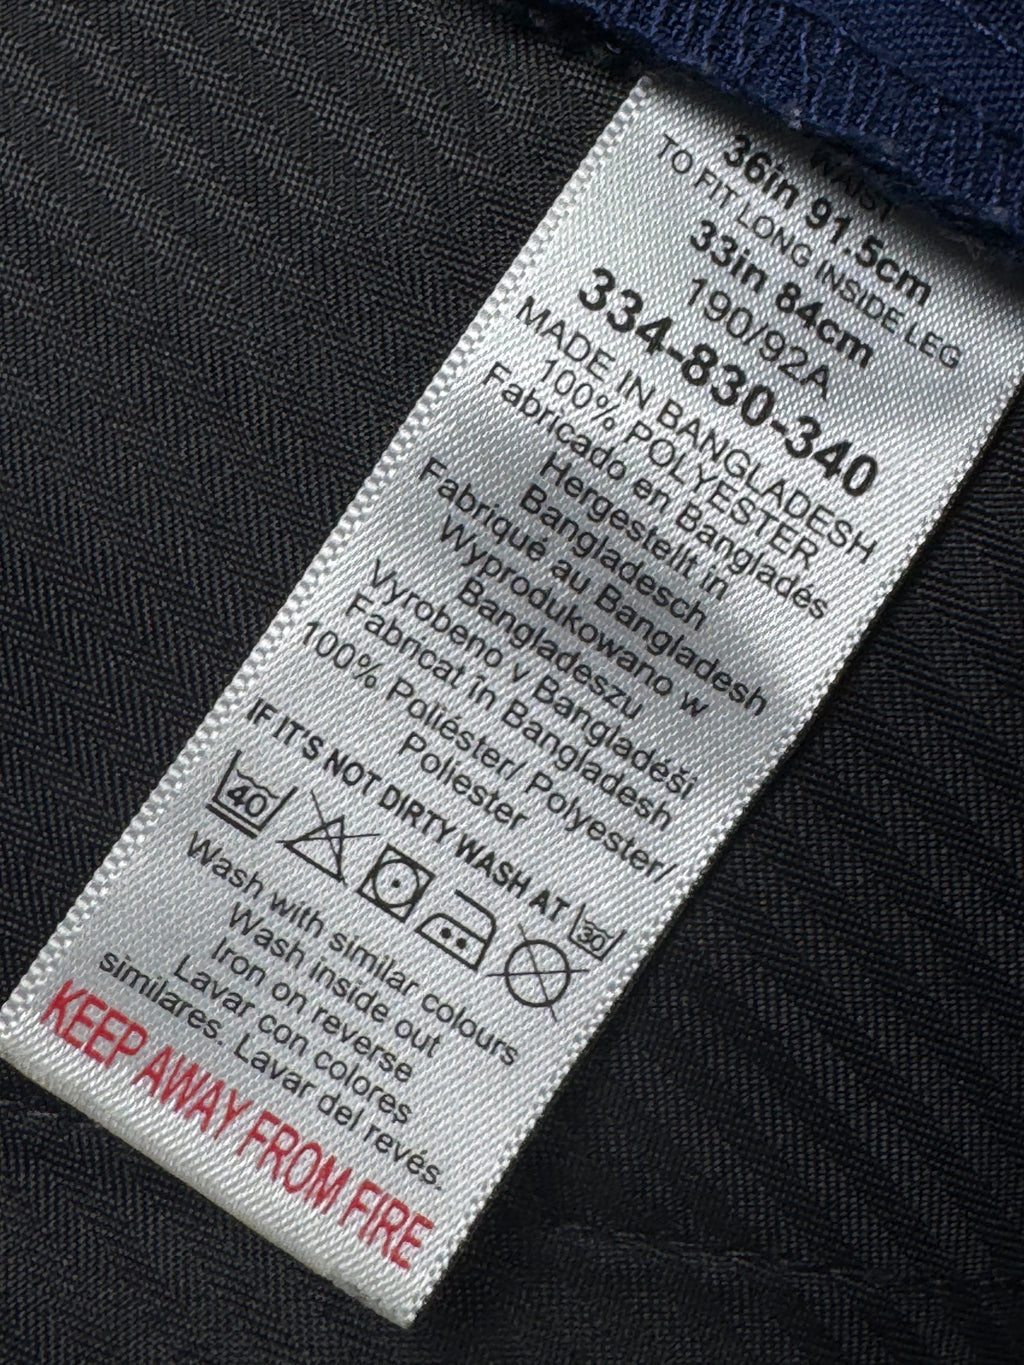 WAIST
36in 91.5cm
TO FIT LONG INSIDE LEG
33in 84cm
190/92A
334-830-340
MADE IN BANGLADESH
100% POLYESTER
Fabricado en Bangladés
Hergestellt in
Bangladesch
Fabriqué au Bangladesh
Wyprodukowano w
Bangladeszu
Vyrobeno v Bangladéši
Fabricat în Bangladesh
100% Poliéster/ Polyester/
Poliester
IF IT'S NOT DIRTY WASH AT 30
40
Wash with similar colours
Wash inside out
Iron on reverse
Lavar con colores
similares. Lavar del revés.
KEEP AWAY FROM FIRE